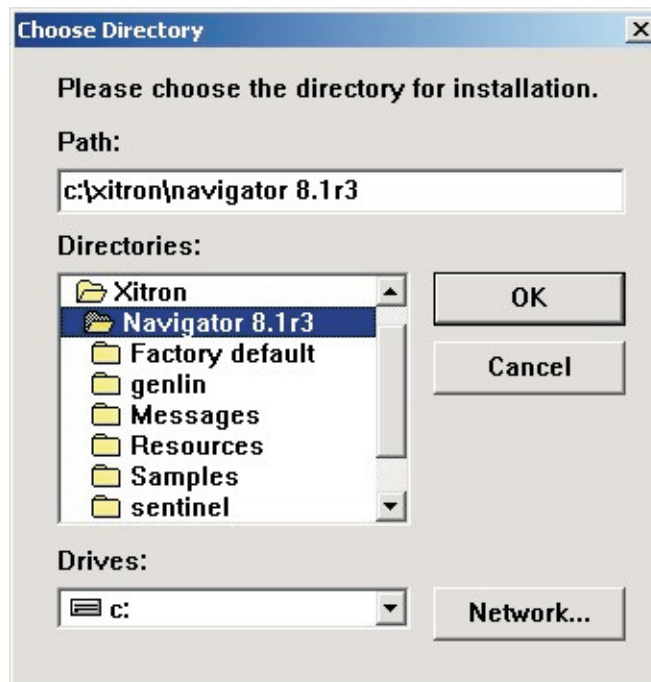 Choose Directory
Please choose the directory for installation.
Path:
c:\xitron\navigator 8.1r3
Directories:
Xitron
Navigator 8.1r3
Factory default
genlin
Messages
Resources
Samples
sentinel
OK
Cancel
Drives:
c:
Network...